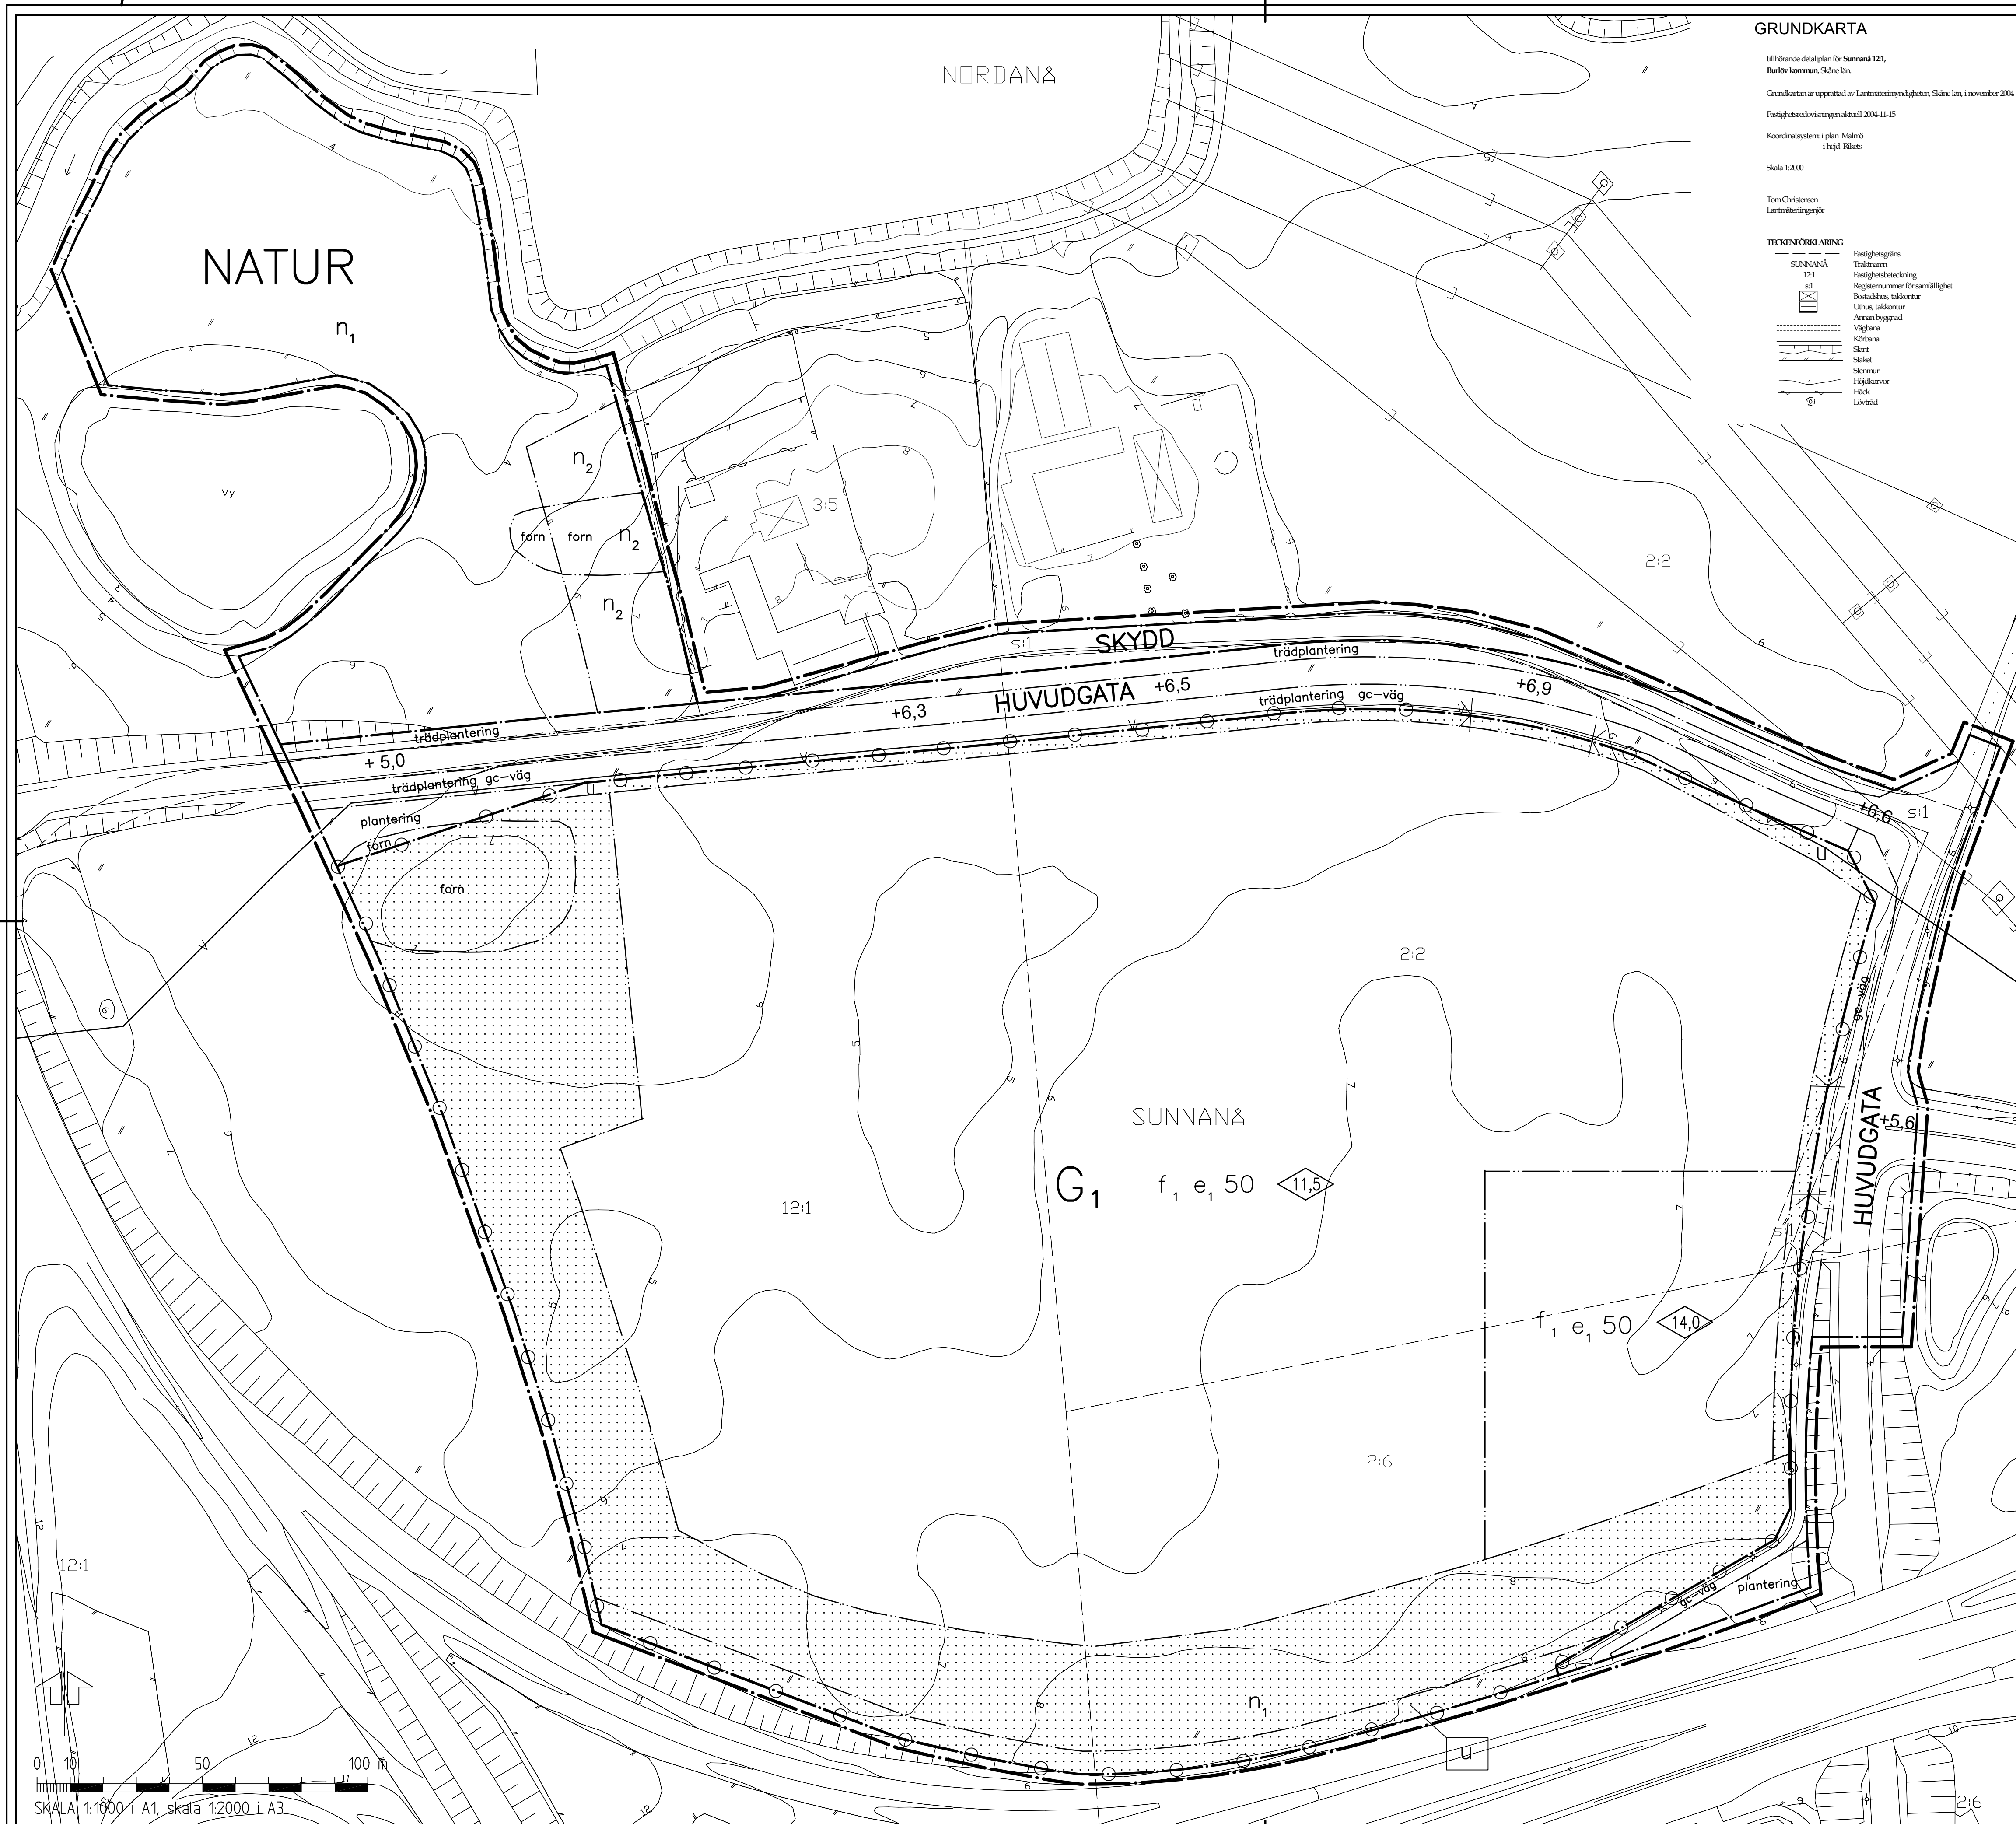 GRUNDKARTA
tillhörande detaljplan för Sunnanå 12:1,
Burlöv kommun, Skåne län.
Grundkartan är upprättad av Lantmäterimyndigheten, Skåne län, i november 2004
Fastighetsredovisningen aktuell 2004-11-15
Koordinatsystem: i plan Malmö
i höjd Rikets
Skala 1:2000
Tom Christensen
Lantmäteriingenjör
TECKENFÖRKLARING
Fastighetsgräns
SUNNANÅ Traktnamn
12:1 Fastighetsbeteckning
s:1 Registernummer för samfällighet
Bostadshus, takkontur
Uthus, takkontur
Annan byggnad
Vägbana
Körbana
Slänt
Staket
Stenmur
Höjdkurvor
Häck
Lövträd
NORDANÅ
NATUR
n1
Vy
n2
forn forn n2
n2
3:5
2:2
s:1
SKYDD
trädplantering
HUVUDGATA +6,5
+6,3
+6,9
trädplantering gc-väg
trädplantering
+ 5,0
trädplantering gc-väg
u
plantering
forn
forn
+6,6
s:1
u
2:2
gc-väg
SUNNANÅ
HUVUDGATA
+5,6
G1 f1 e1 50 11,5
12:1
s:1
f1 e1 50 14,0
2:6
12:1
gc-väg
plantering
n1
u
2:6
0 10 50 100 m
SKALA 1:1000 i A1, skala 1:2000 i A3